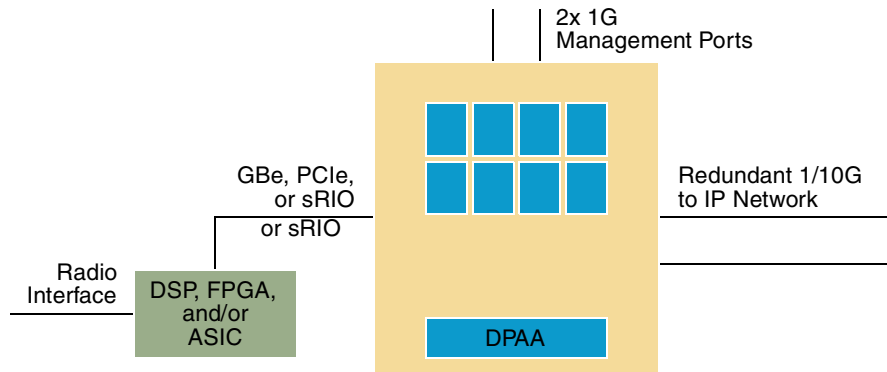 2x 1G
Management Ports
GBe, PCIe,
or sRIO
or sRIO
Redundant 1/10G
to IP Network
Radio
Interface
DSP, FPGA,
and/or
ASIC
DPAA